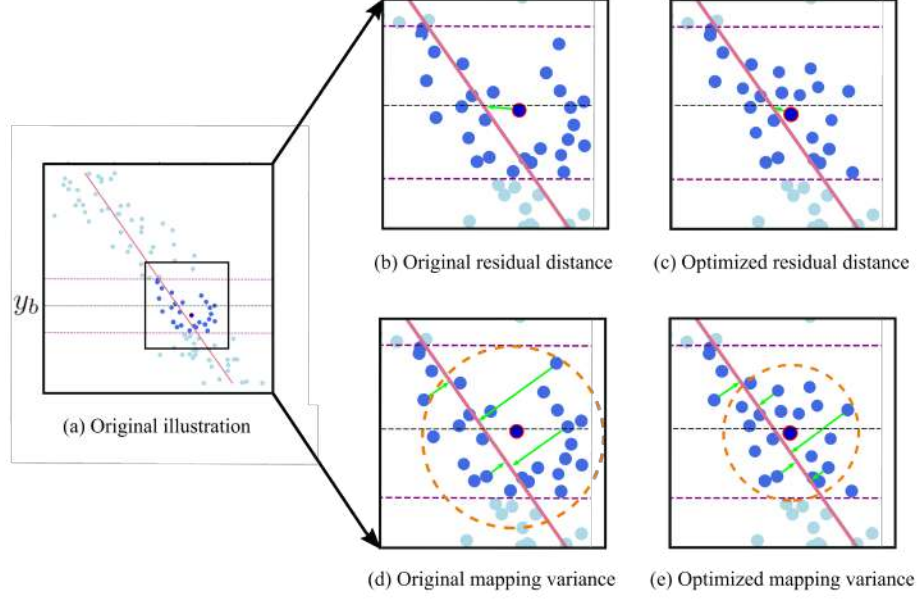 (b) Original residual distance
(c) Optimized residual distance
y_b
(a) Original illustration
(d) Original mapping variance
(e) Optimized mapping variance